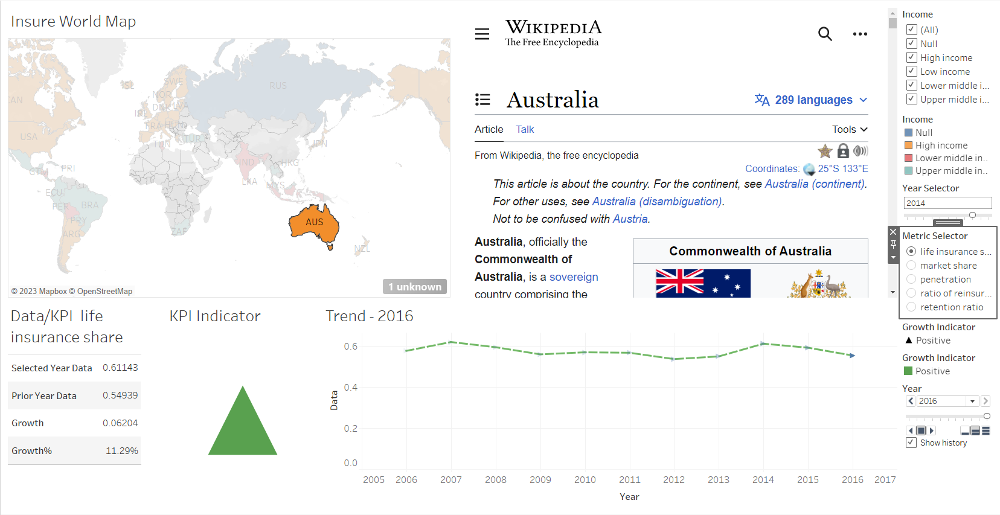 Insure World Map
ISL
SWE
RUS
NOR
CAN
DNK
LVA
IRL
FRA
HUN
USA
TUR
JPN
TUN
IND
HKG
PRI
GTM
LKA
MYS
ECU
PER
BRA
AUS
PRY
ZAF
ARG
NZL
© 2023 Mapbox © OpenStreetMap
1 unknown
WIKIPEDIA
The Free Encyclopedia
Australia
289 languages
Article
Talk
Tools
From Wikipedia, the free encyclopedia
Coordinates: 25°S 133°E
This article is about the country. For the continent, see Australia (continent).
For other uses, see Australia (disambiguation).
Not to be confused with Austria.
Australia, officially the
Commonwealth of
Australia, is a sovereign
country comprising the
Commonwealth of Australia
Income
(All)
Null
High income
Low income
Lower middle i...
Upper middle i...
Income
Null
High income
Lower middle in..
Upper middle in..
Year Selector
2014
Metric Selector
life insurance s...
market share
penetration
ratio of reinsur...
retention ratio
Growth Indicator
Positive
Growth Indicator
Positive
Year
2016
Show history
Data/KPI life
insurance share
Selected Year Data 0.61143
Prior Year Data 0.54939
Growth 0.06204
Growth% 11.29%
KPI Indicator
Trend - 2016
Data
0.6
0.4
0.2
0.0
2005 2006 2007 2008 2009 2010 2011 2012 2013 2014 2015 2016 2017
Year